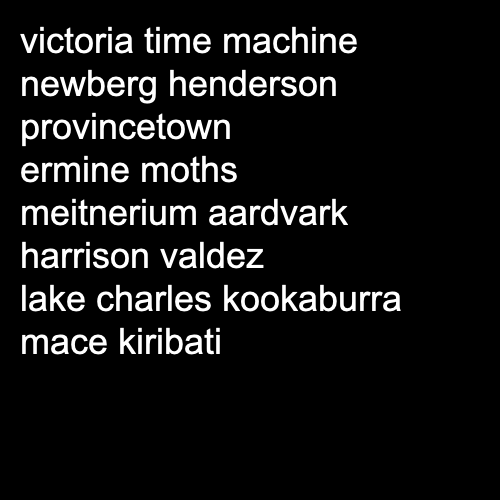 victoria time machine
newberg henderson
provincetown
ermine moths
meitnerium aardvark
harrison valdez
lake charles kookaburra
mace kiribati